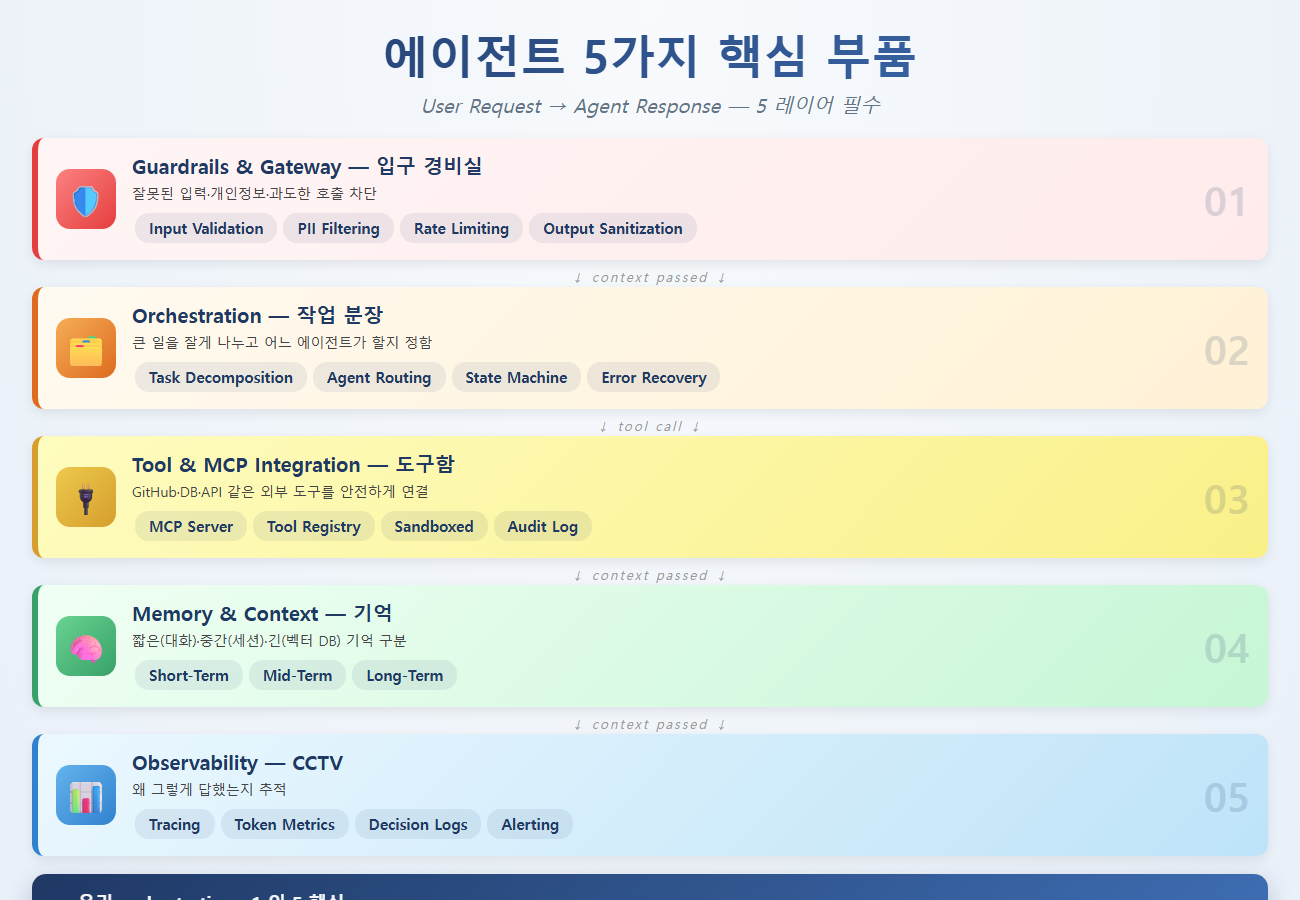 에이전트 5가지 핵심 부품
User Request → Agent Response — 5 레이어 필수
Guardrails & Gateway — 입구 경비실
잘못된 입력·개인정보·과도한 호출 차단
Input Validation PII Filtering Rate Limiting Output Sanitization
01
↓ context passed ↓
Orchestration — 작업 분장
큰 일을 잘게 나누고 어느 에이전트가 할지 정함
Task Decomposition Agent Routing State Machine Error Recovery
02
↓ tool call ↓
Tool & MCP Integration — 도구함
GitHub·DB·API 같은 외부 도구를 안전하게 연결
MCP Server Tool Registry Sandboxed Audit Log
03
↓ context passed ↓
Memory & Context — 기억
짧은(대화)·중간(세션)·긴(벡터 DB) 기억 구분
Short-Term Mid-Term Long-Term
04
↓ context passed ↓
Observability — CCTV
왜 그렇게 답했는지 추적
Tracing Token Metrics Decision Logs Alerting
05